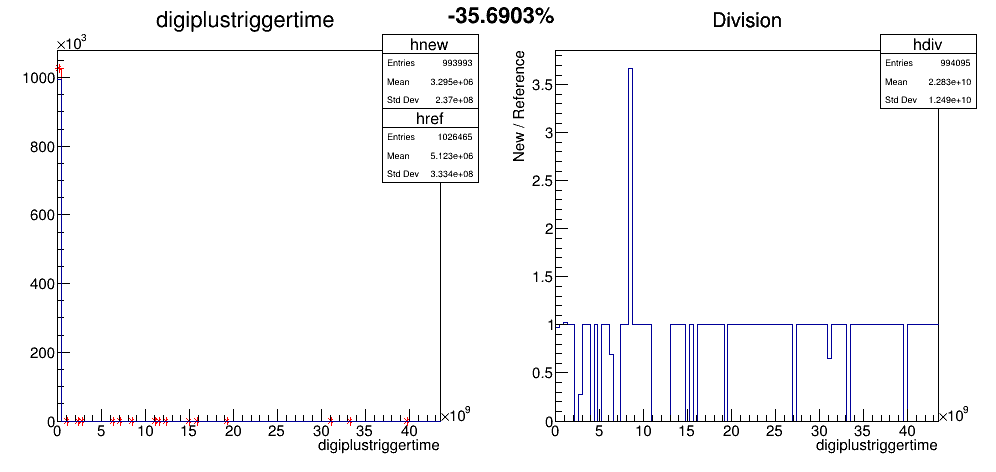 digiplustriggertime
-35.6903%
Division
×10³
hnew
Entries 993993
Mean 3.295e+06
Std Dev 2.37e+08
href
Entries 1026465
Mean 5.123e+06
Std Dev 3.334e+08
1000
800
600
400
200
0
0 5 10 15 20 25 30 35 40
×10⁹
digiplustriggertime
hdiv
Entries 994095
Mean 2.283e+10
Std Dev 1.249e+10
New / Reference
3.5
3
2.5
2
1.5
1
0.5
0
0 5 10 15 20 25 30 35 40
×10⁹
digiplustriggertime